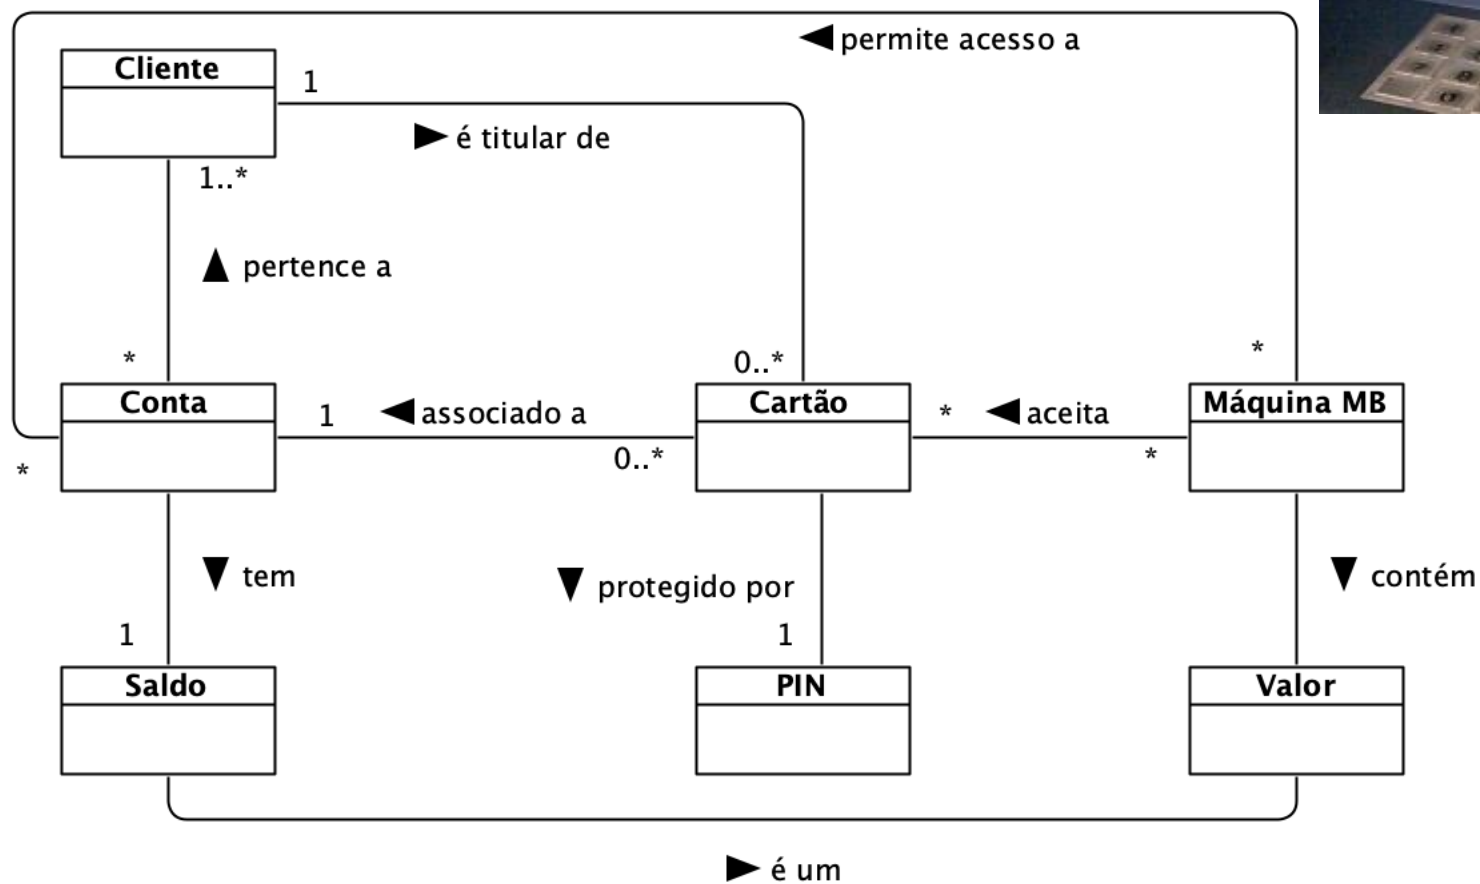 permite acesso a
Cliente
1
é titular de
1..*
pertence a
*
0..*
*
Conta
1
associado a
Cartão
*
aceita
Máquina MB
*
0..*
*
tem
protegido por
contém
1
1
Saldo
PIN
Valor
é um